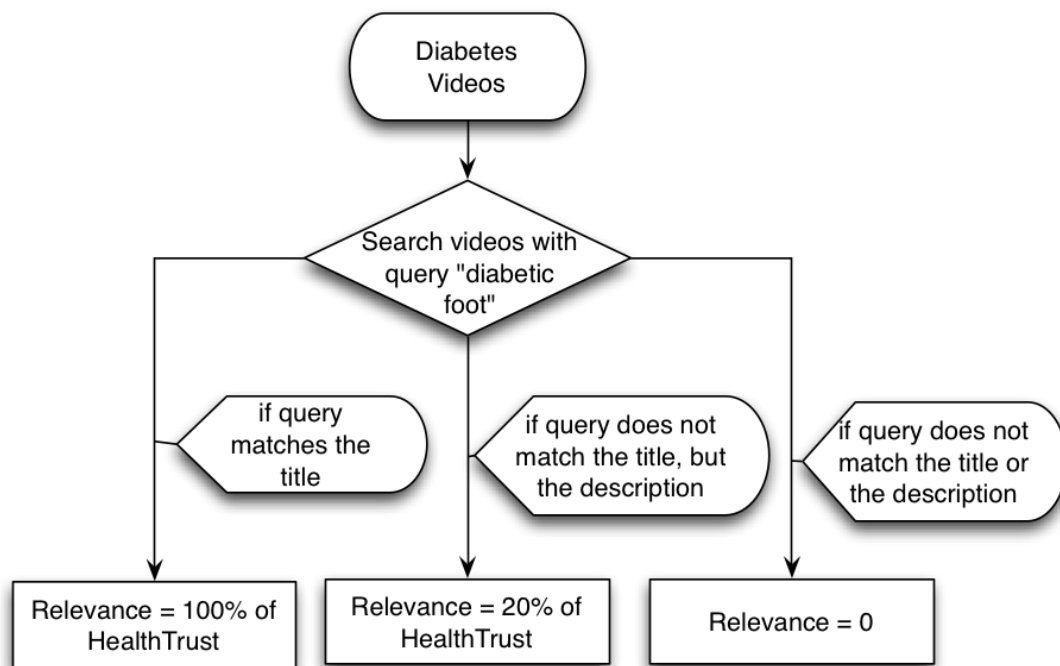 Diabetes
Videos
Search videos with
query "diabetic
foot"
if query
matches the
title
if query does not
match the title, but
the description
if query does not
match the title or
the description
Relevance = 100% of
HealthTrust
Relevance = 20% of
HealthTrust
Relevance = 0